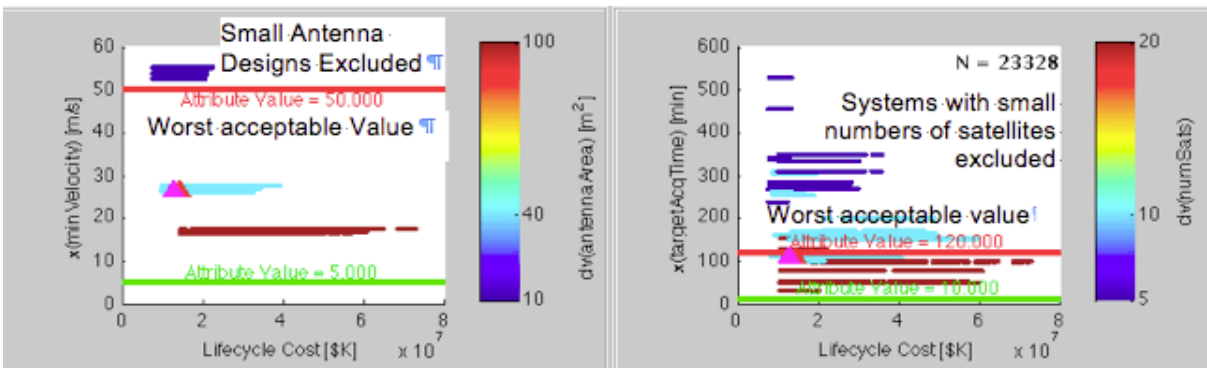 Small Antenna
Designs Excluded ¶
Attribute Value = 50.000
Worst acceptable Value ¶
Attribute Value = 5.000
60
50
40
30
20
10
0
x(min Velocity) [m/s]
0
2
4
6
8
x 10^7
Lifecycle Cost [$K]
100
40
10
dv(antennaArea) [m²]
N = 23328
Systems with small
numbers of satellites
excluded
Worst acceptable value¶
Attribute Value = 120.000
Attribute Value = 10.000
600
500
400
300
200
100
0
x(targetAcqTime) [min]
0
2
4
6
8
x 10^7
Lifecycle Cost [$K]
20
10
5
dv(numSats)